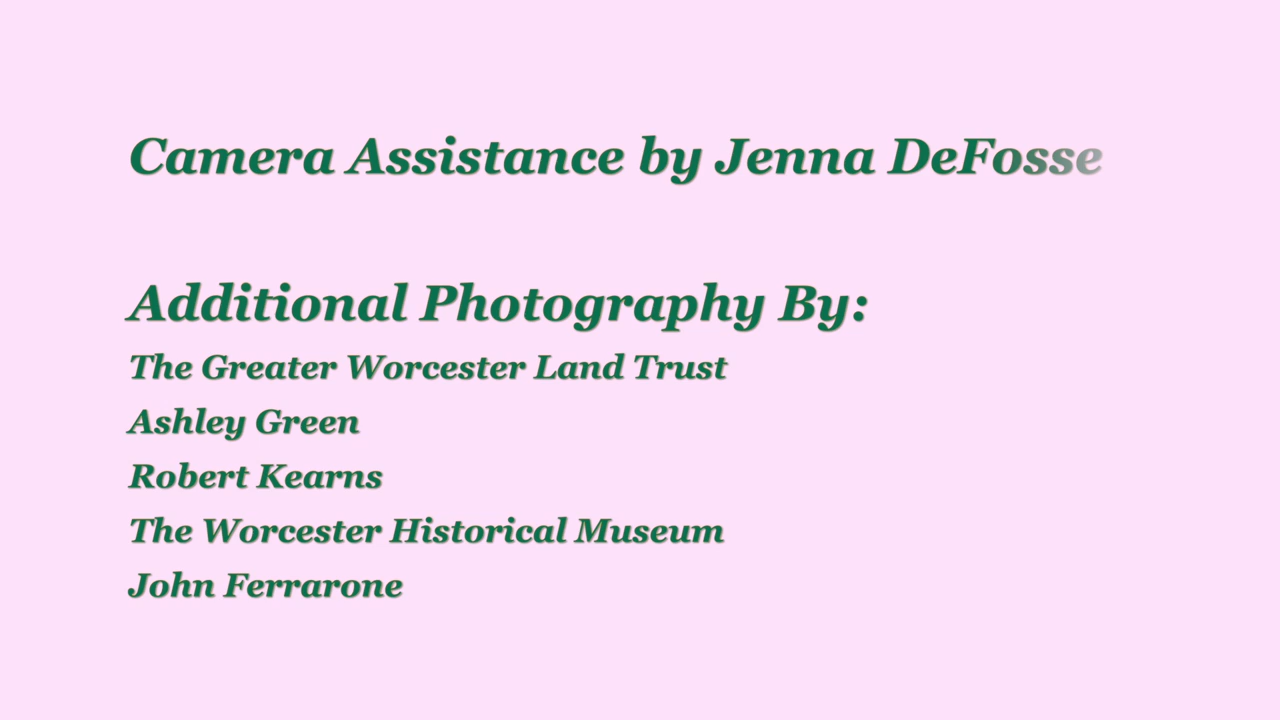 Camera Assistance by Jenna DeFosse
Additional Photography By:
The Greater Worcester Land Trust
Ashley Green
Robert Kearns
The Worcester Historical Museum
John Ferrarone